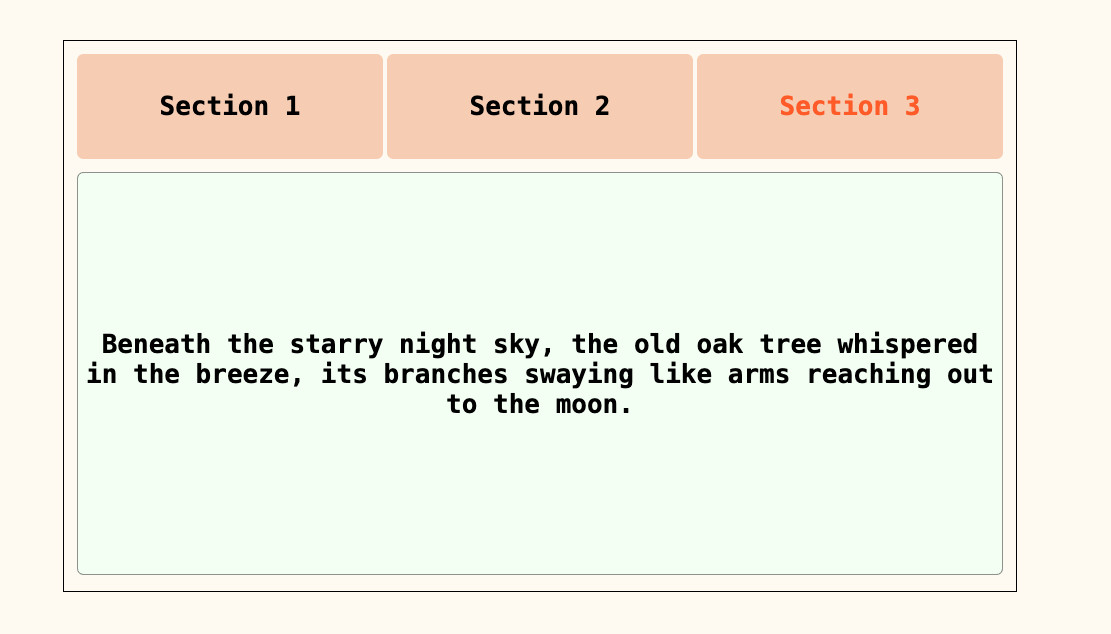 Section 1
Section 2
Section 3
Beneath the starry night sky, the old oak tree whispered
in the breeze, its branches swaying like arms reaching out
to the moon.